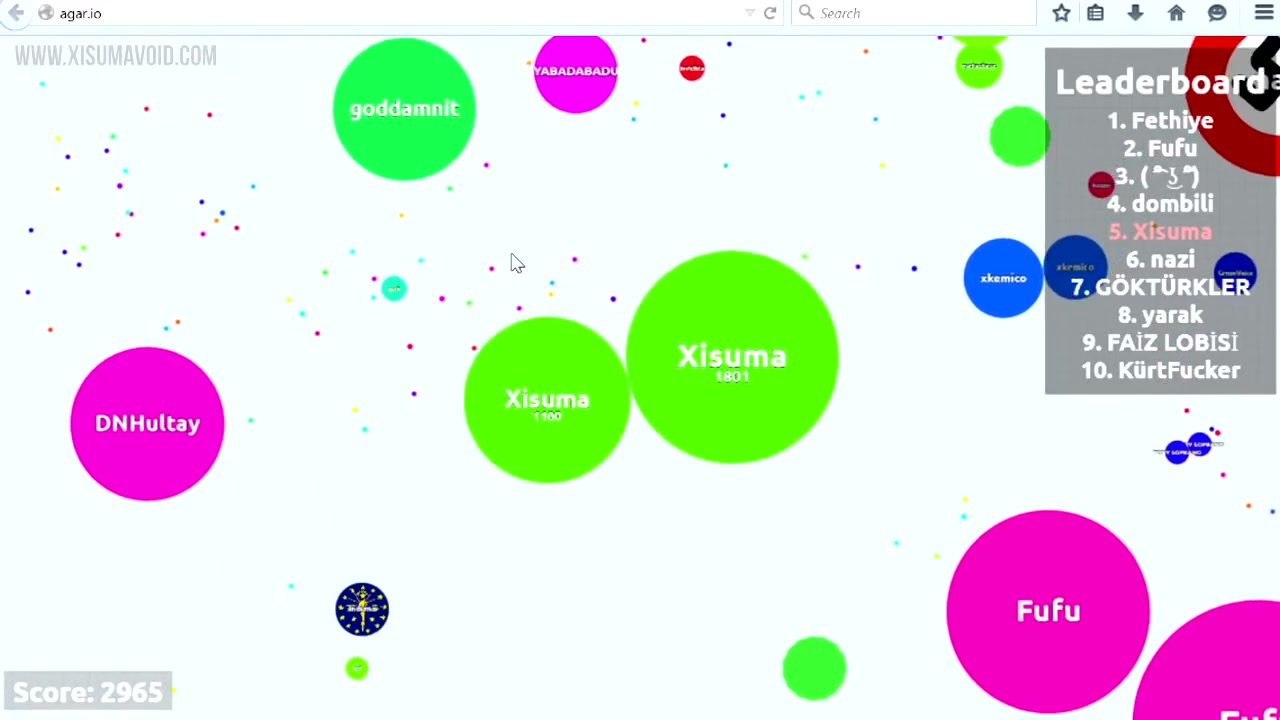 agar.io
Search
WWW.XISUMAVOID.COM
goddamnit
YABADABADU
Leaderboard
1. Fethiye
2. Fufu
3. ( ͡° ͜ʖ ͡°)
4. dombili
5. Xisuma
6. nazi
7. GÖKTÜRKLER
8. yarak
9. FAİZ LOBİSİ
10. KürtFucker
xkemico
xkemico
Xisuma
1801
Xisuma
1100
DNHultay
Fufu
Fuf
Score: 2965